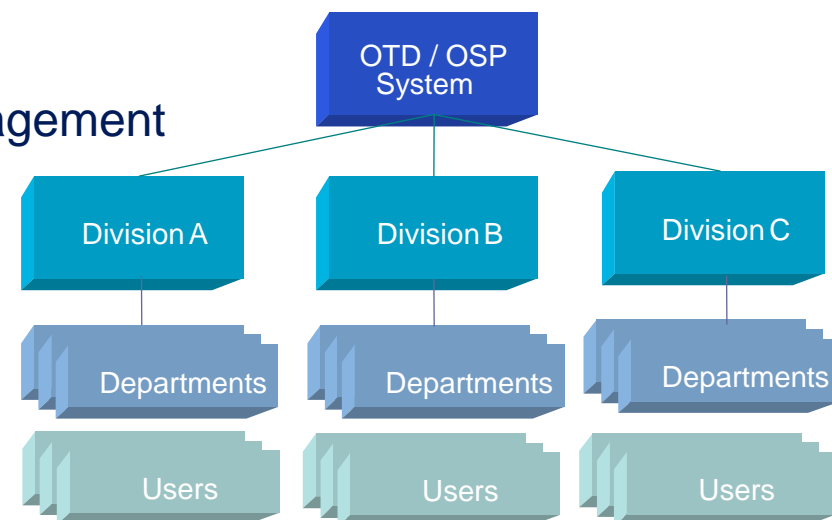 OTD / OSP
System
agement
Division A
Division B
Division C
Departments
Departments
Departments
Users
Users
Users